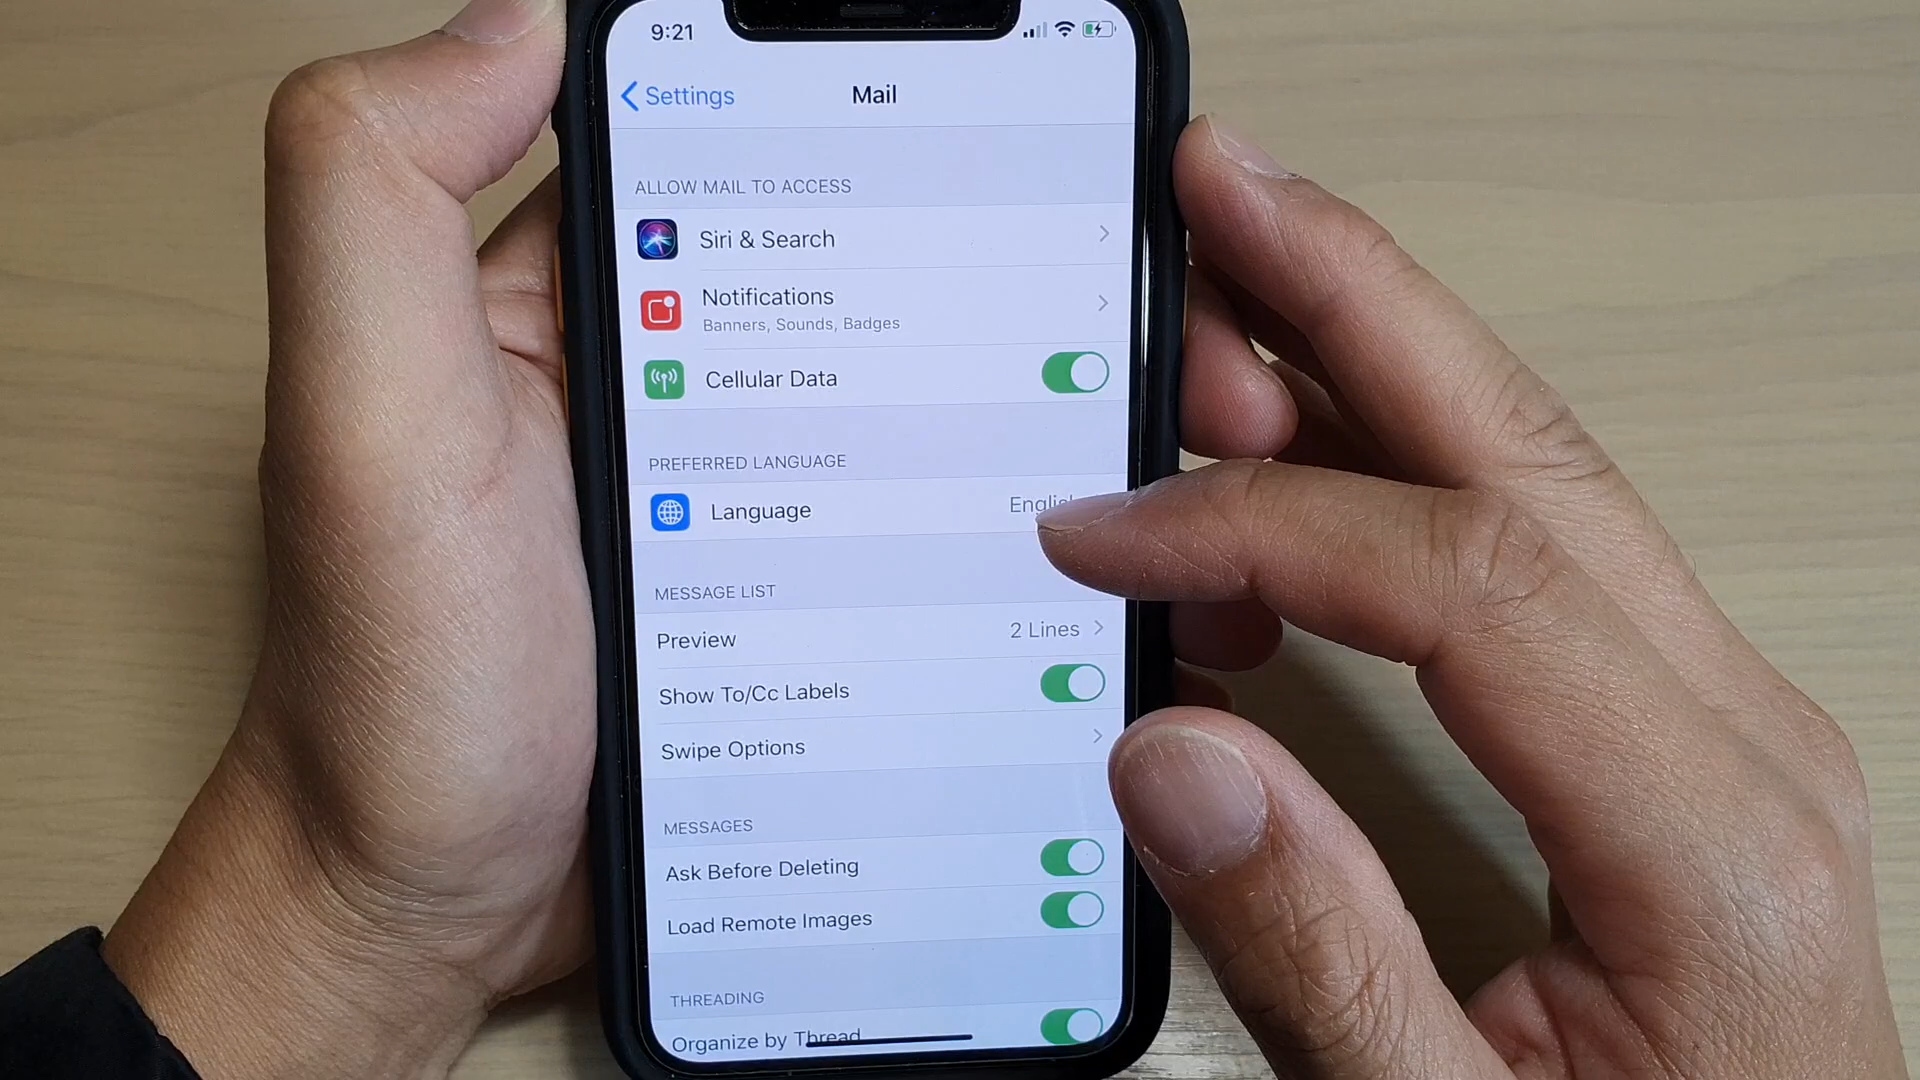 9:21
Settings
Mail
ALLOW MAIL TO ACCESS
Siri & Search
Notifications
Banners, Sounds, Badges
Cellular Data
PREFERRED LANGUAGE
Language
English
MESSAGE LIST
Preview
2 Lines
Show To/Cc Labels
Swipe Options
MESSAGES
Ask Before Deleting
Load Remote Images
THREADING
Organize by Thread